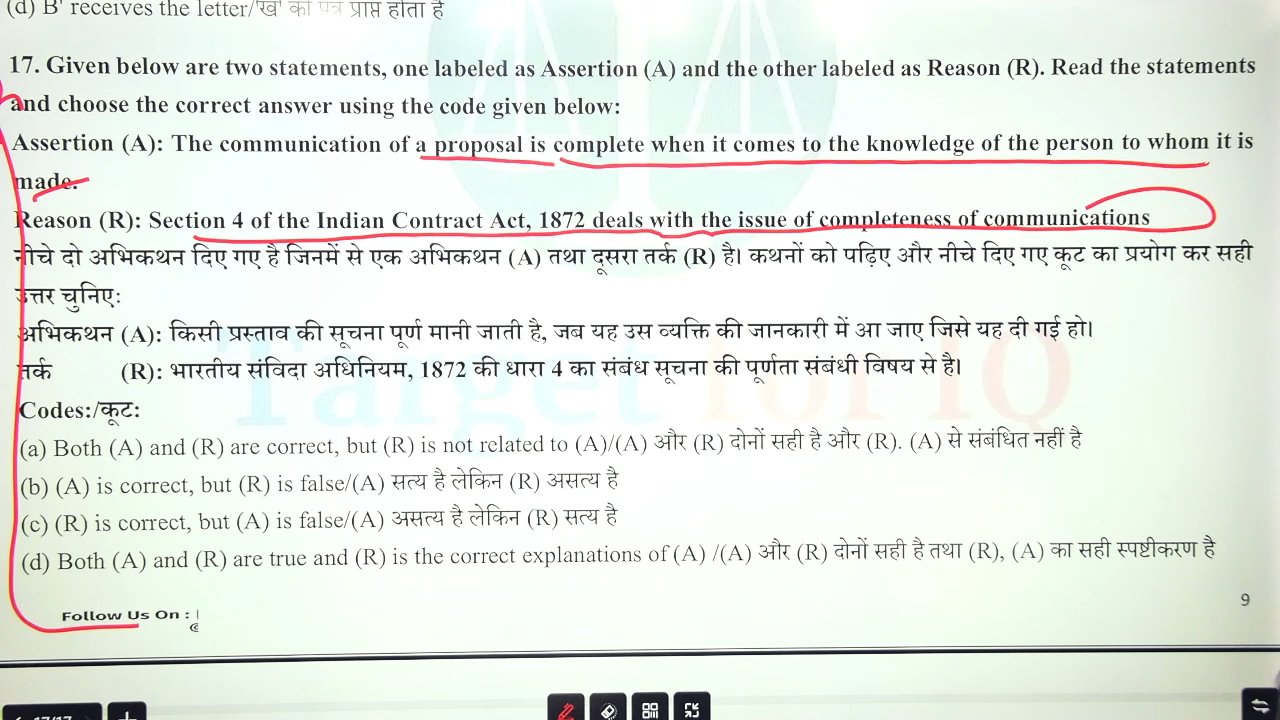 (d) B' receives the letter/'ख' को पत्र प्राप्त होता है
17. Given below are two statements, one labeled as Assertion (A) and the other labeled as Reason (R). Read the statements
and choose the correct answer using the code given below:
Assertion (A): The communication of a proposal is complete when it comes to the knowledge of the person to whom it is
made.
Reason (R): Section 4 of the Indian Contract Act, 1872 deals with the issue of completeness of communications
नीचे दो अभिकथन दिए गए है जिनमें से एक अभिकथन (A) तथा दूसरा तर्क (R) है। कथनों को पढ़िए और नीचे दिए गए कूट का प्रयोग कर सही
उत्तर चुनिए:
अभिकथन (A): किसी प्रस्ताव की सूचना पूर्ण मानी जाती है, जब यह उस व्यक्ति की जानकारी में आ जाए जिसे यह दी गई हो।
तर्क (R): भारतीय संविदा अधिनियम, 1872 की धारा 4 का संबंध सूचना की पूर्णता संबंधी विषय से है।
Target for IQ
Codes:/कूट:
(a) Both (A) and (R) are correct, but (R) is not related to (A)/(A) और (R) दोनों सही है और (R). (A) से संबंधित नहीं है
(b) (A) is correct, but (R) is false/(A) सत्य है लेकिन (R) असत्य है
(c) (R) is correct, but (A) is false/(A) असत्य है लेकिन (R) सत्य है
(d) Both (A) and (R) are true and (R) is the correct explanations of (A) /(A) और (R) दोनों सही है तथा (R), (A) का सही स्पष्टीकरण है
9
Follow Us On :
17/17